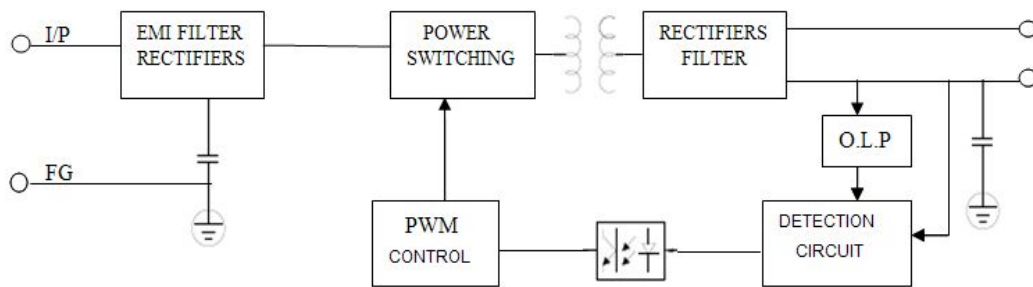 I/P
EMI FILTER
RECTIFIERS
POWER
SWITCHING
RECTIFIERS
FILTER
O.L.P
FG
PWM
CONTROL
DETECTION
CIRCUIT